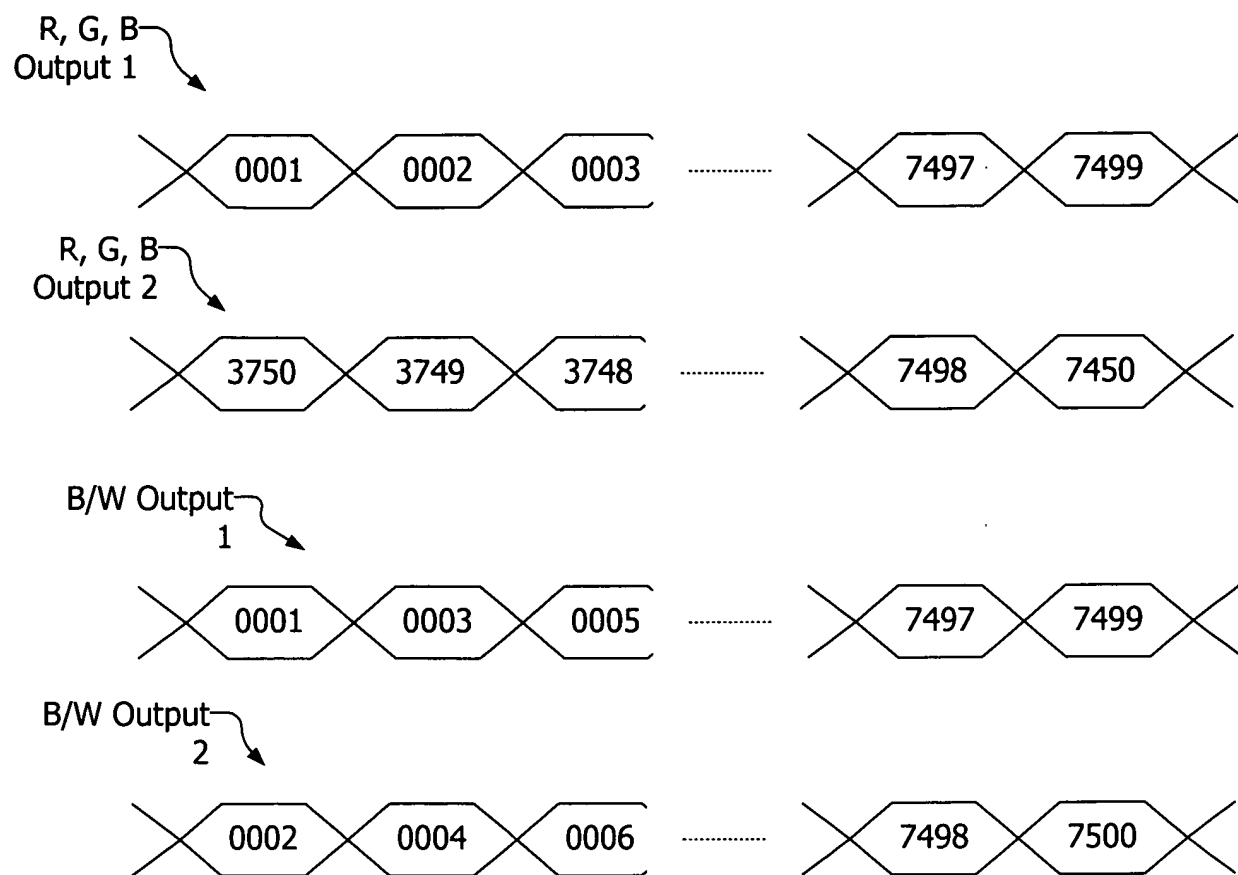 R, G, B
Output 1
0001 0002 0003 7497 7499
R, G, B
Output 2
3750 3749 3748 7498 7450
B/W Output
1
0001 0003 0005 7497 7499
B/W Output
2
0002 0004 0006 7498 7500